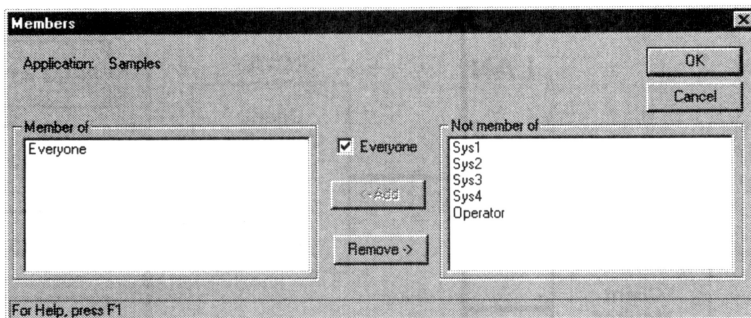 Members
Application: Samples
OK
Cancel
Member of
Everyone
Everyone
<-Add
Remove ->
Not member of
Sys1
Sys2
Sys3
Sys4
Operator
For Help, press F1